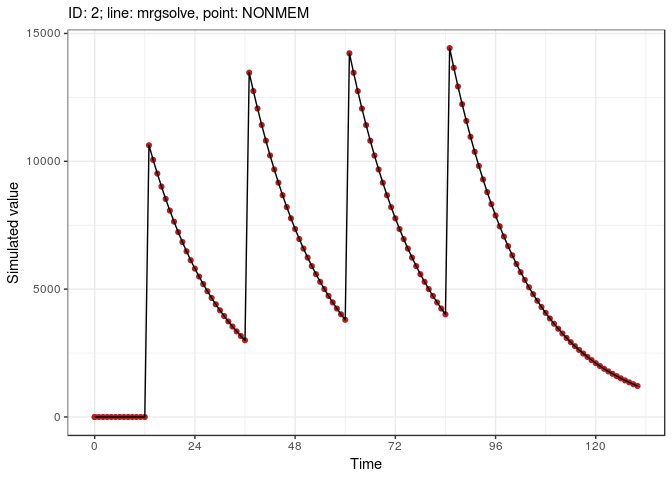 ID: 2; line: mrgsolve, point: NONMEM
15000
10000
5000
0
Simulated value
0 24 48 72 96 120
Time